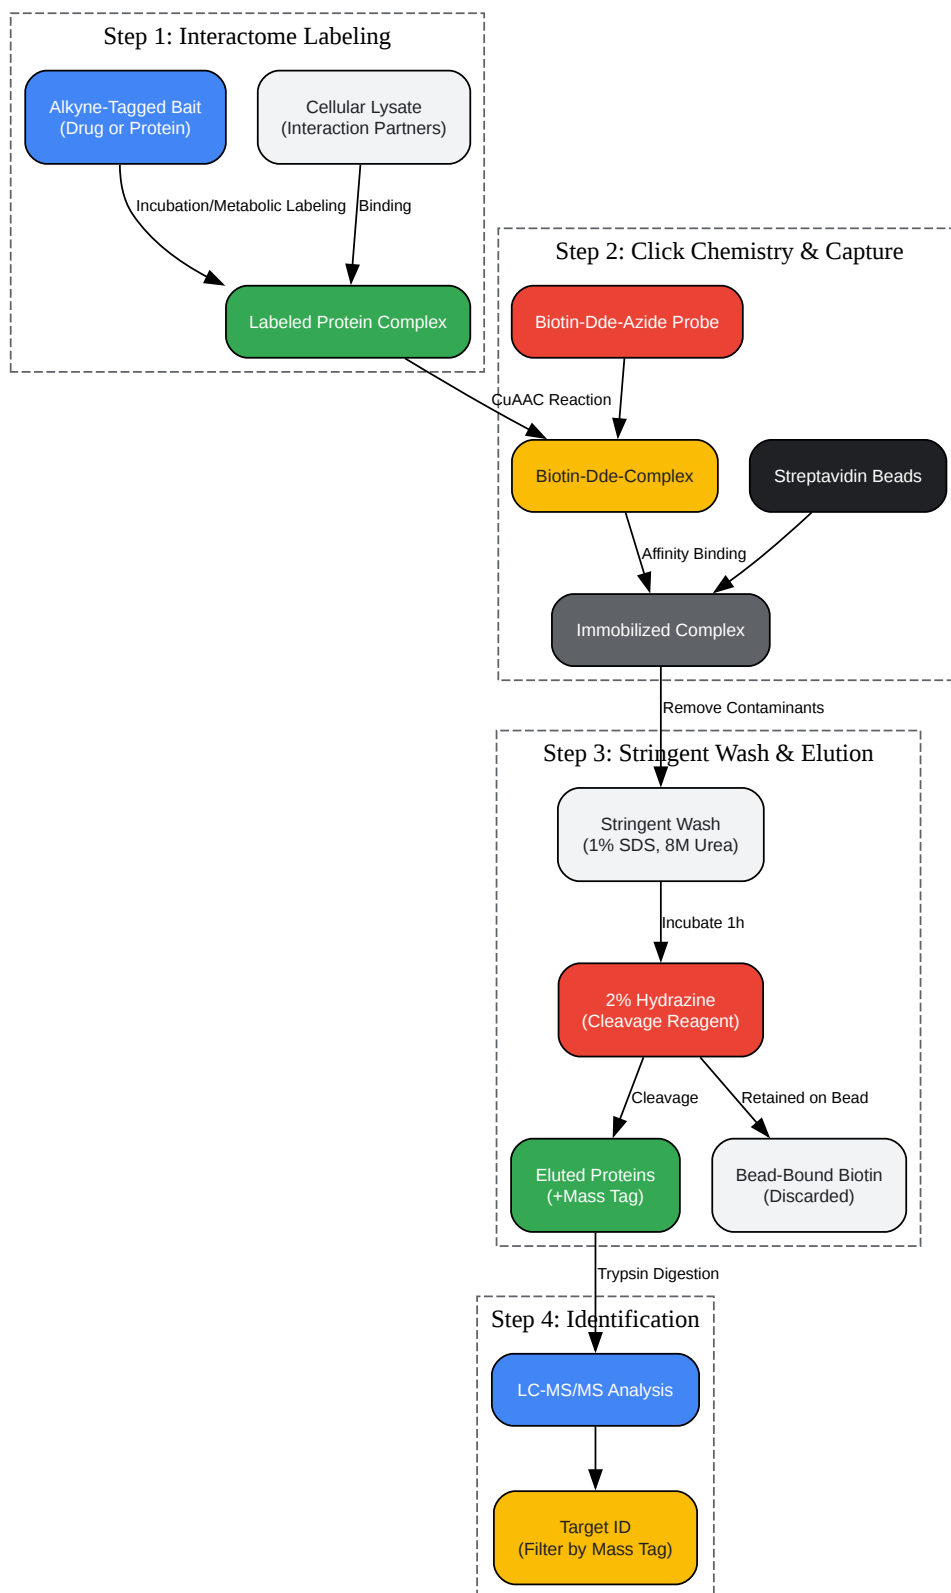 Step 1: Interactome Labeling
Alkyne-Tagged Bait
(Drug or Protein)
Cellular Lysate
(Interaction Partners)
Incubation/Metabolic Labeling
Binding
Labeled Protein Complex
Step 2: Click Chemistry & Capture
Biotin-Dde-Azide Probe
CuAAC Reaction
Biotin-Dde-Complex
Streptavidin Beads
Affinity Binding
Immobilized Complex
Remove Contaminants
Step 3: Stringent Wash & Elution
Stringent Wash
(1% SDS, 8M Urea)
Incubate 1h
2% Hydrazine
(Cleavage Reagent)
Cleavage
Retained on Bead
Eluted Proteins
(+Mass Tag)
Bead-Bound Biotin
(Discarded)
Trypsin Digestion
Step 4: Identification
LC-MS/MS Analysis
Target ID
(Filter by Mass Tag)